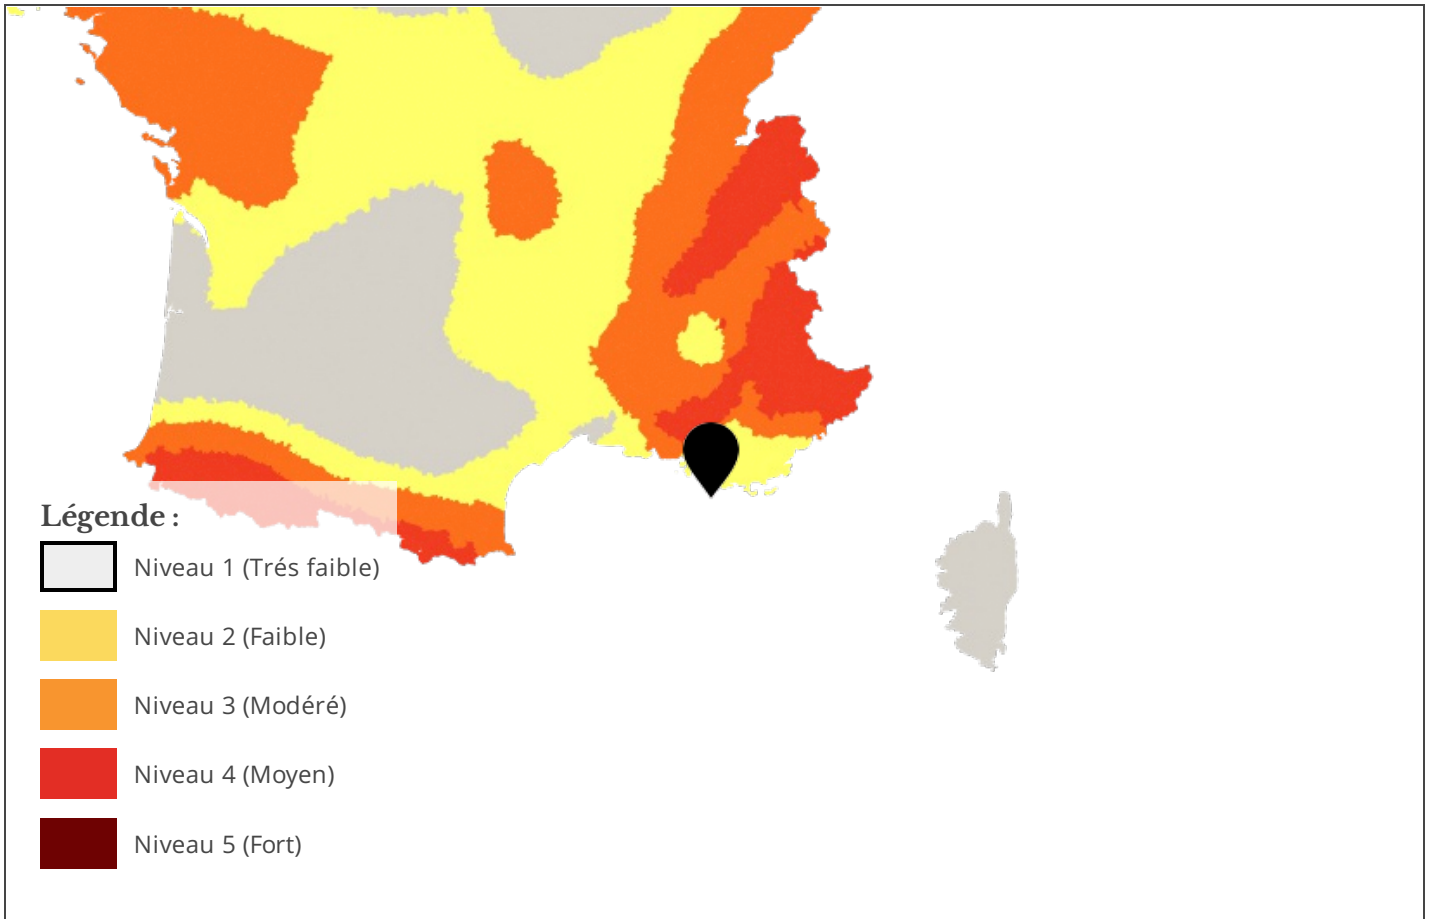 Légende :
Niveau 1 (Trés faible)
Niveau 2 (Faible)
Niveau 3 (Modéré)
Niveau 4 (Moyen)
Niveau 5 (Fort)